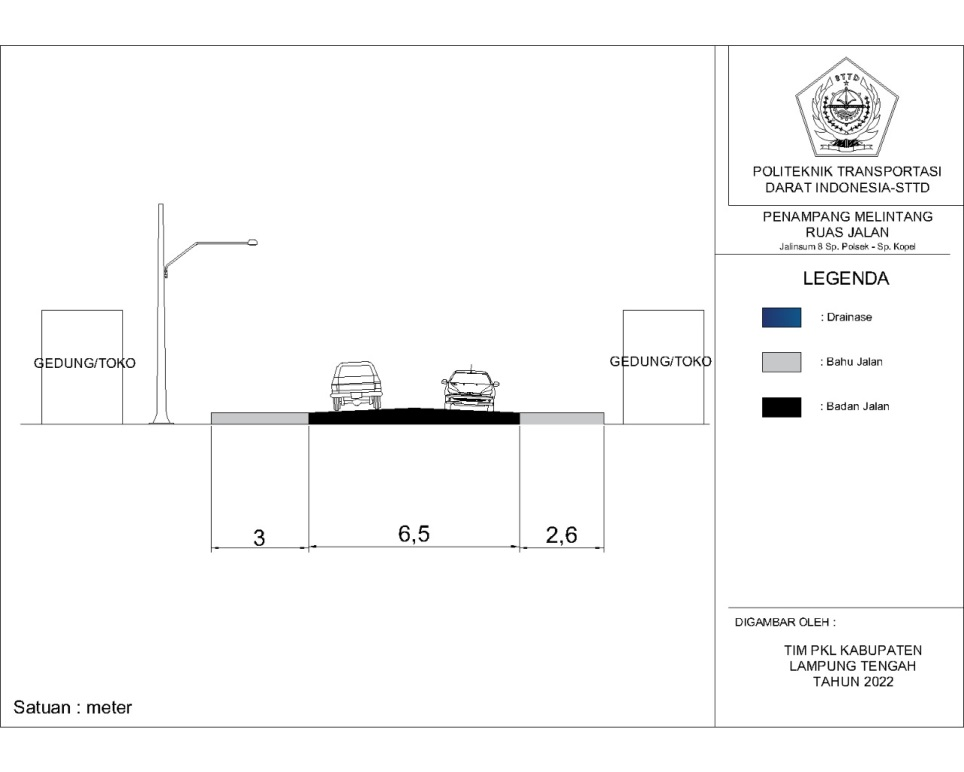 STTD
POLITEKNIK TRANSPORTASI
DARAT INDONESIA-STTD
PENAMPANG MELINTANG
RUAS JALAN
Jalinsum 8 Sp. Polsek - Sp. Kopel
LEGENDA
: Drainase
: Bahu Jalan
: Badan Jalan
GEDUNG/TOKO
GEDUNG/TOKO
3
6,5
2,6
Satuan : meter
DIGAMBAR OLEH :
TIM PKL KABUPATEN
LAMPUNG TENGAH
TAHUN 2022